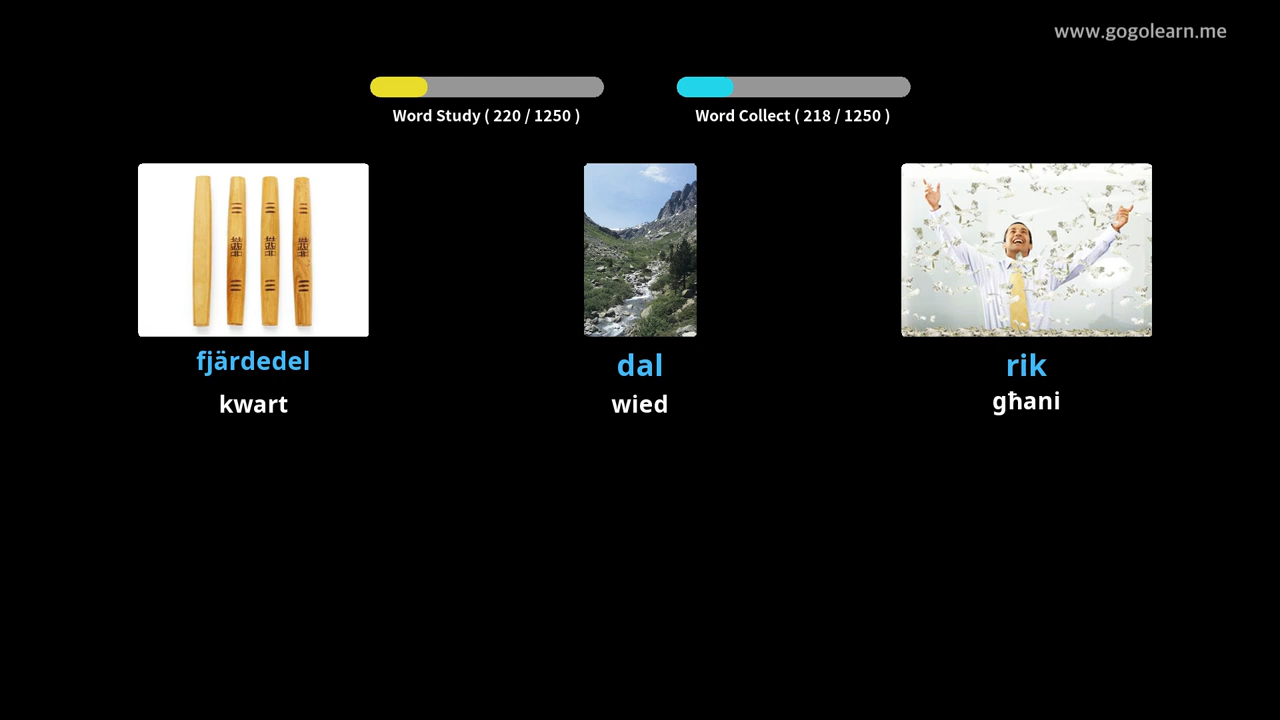 www.gogolearn.me
Word Study ( 220 / 1250 )
Word Collect ( 218 / 1250 )
fjärdedel
kwart
dal
wied
rik
għani